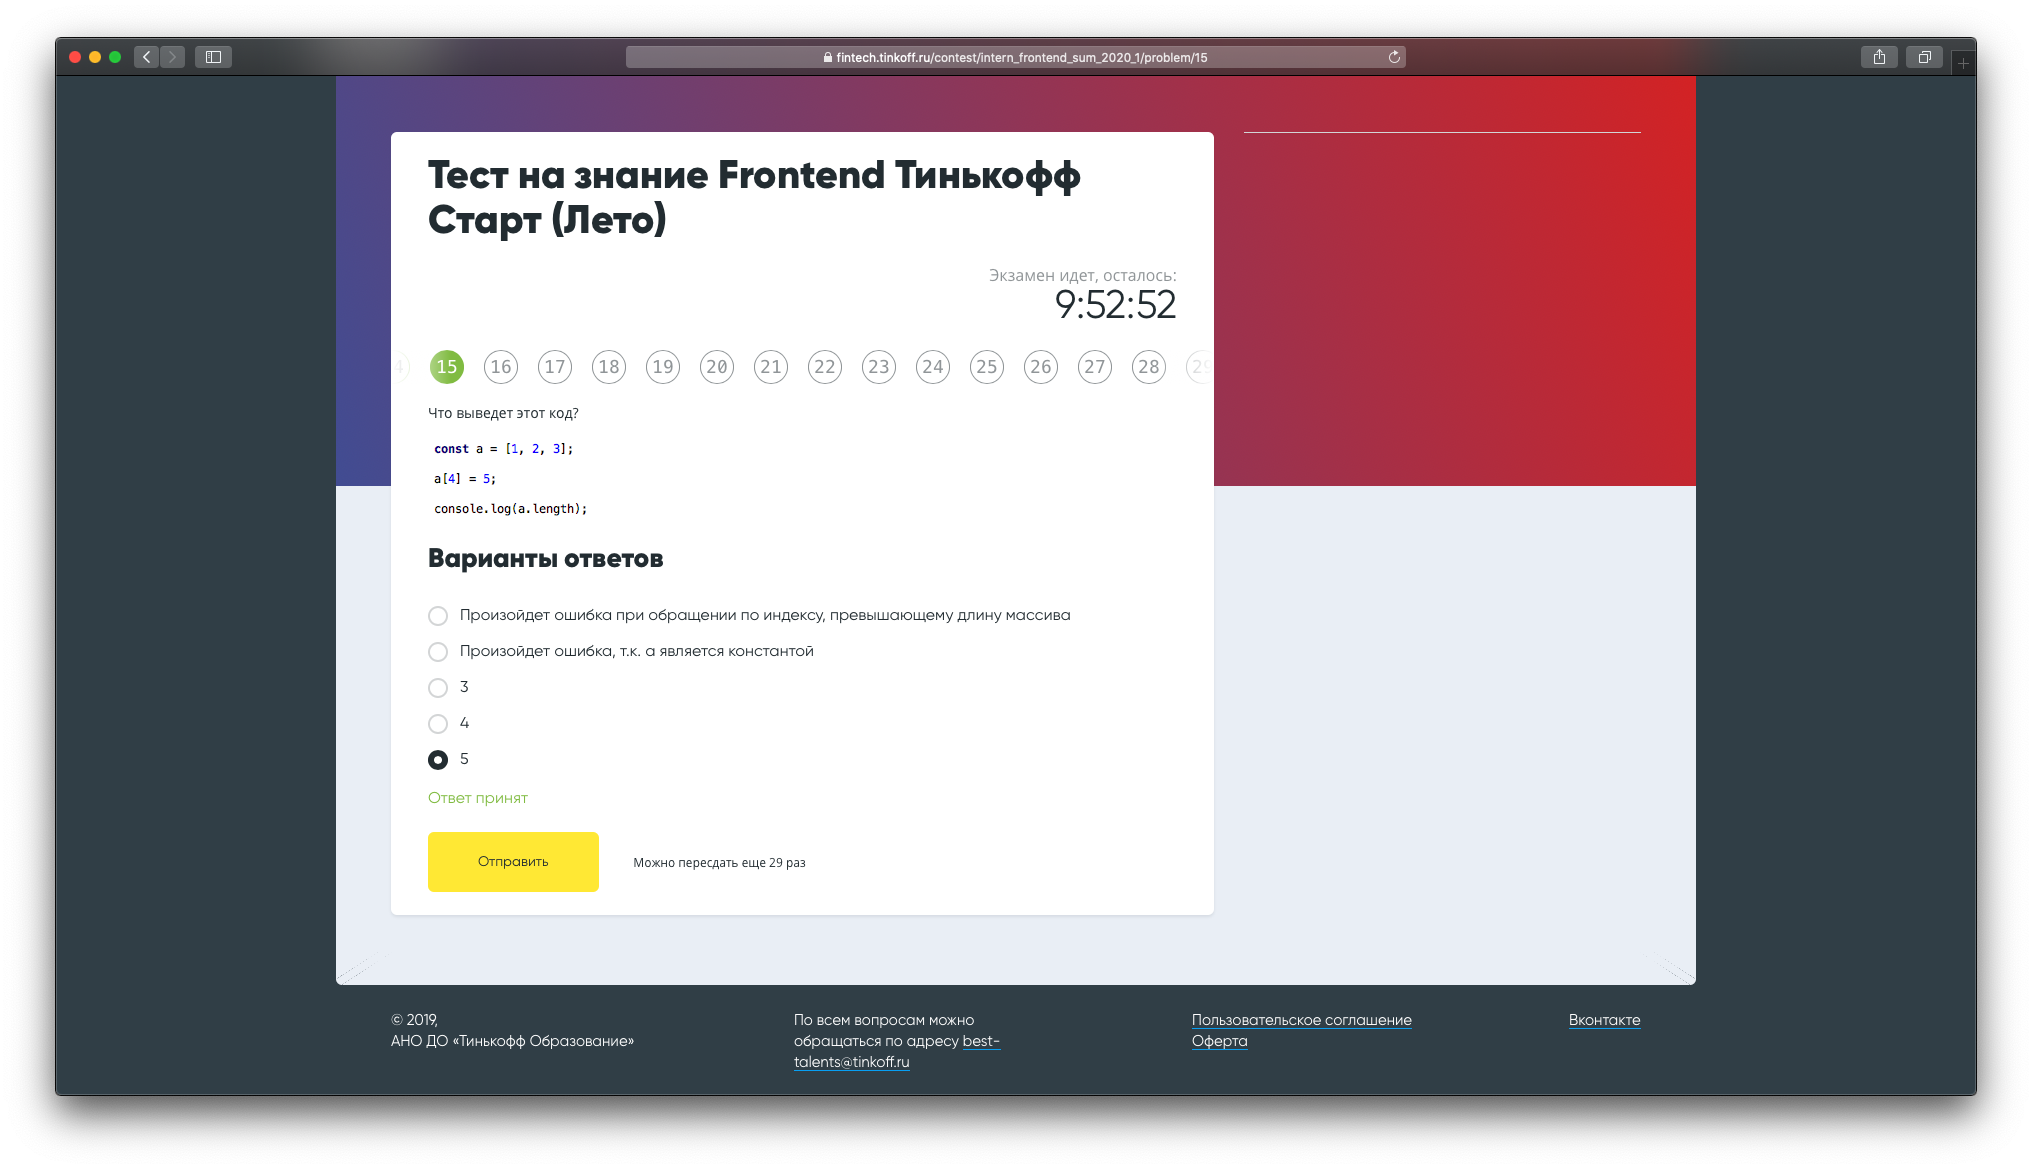 fintech.tinkoff.ru/contest/intern_frontend_sum_2020_1/problem/15
Тест на знание Frontend Тинькофф
Старт (Лето)
Экзамен идет, осталось:
9:52:52
4 15 16 17 18 19 20 21 22 23 24 25 26 27 28 29
Что выведет этот код?
const a = [1, 2, 3];
a[4] = 5;
console.log(a.length);
Варианты ответов
Произойдет ошибка при обращении по индексу, превышающему длину массива
Произойдет ошибка, т.к. а является константой
3
4
5
Ответ принят
Отправить
Можно пересдать еще 29 раз
© 2019,
АНО ДО «Тинькофф Образование»
По всем вопросам можно
обращаться по адресу best-
talents@tinkoff.ru
Пользовательское соглашение
Оферта
Вконтакте